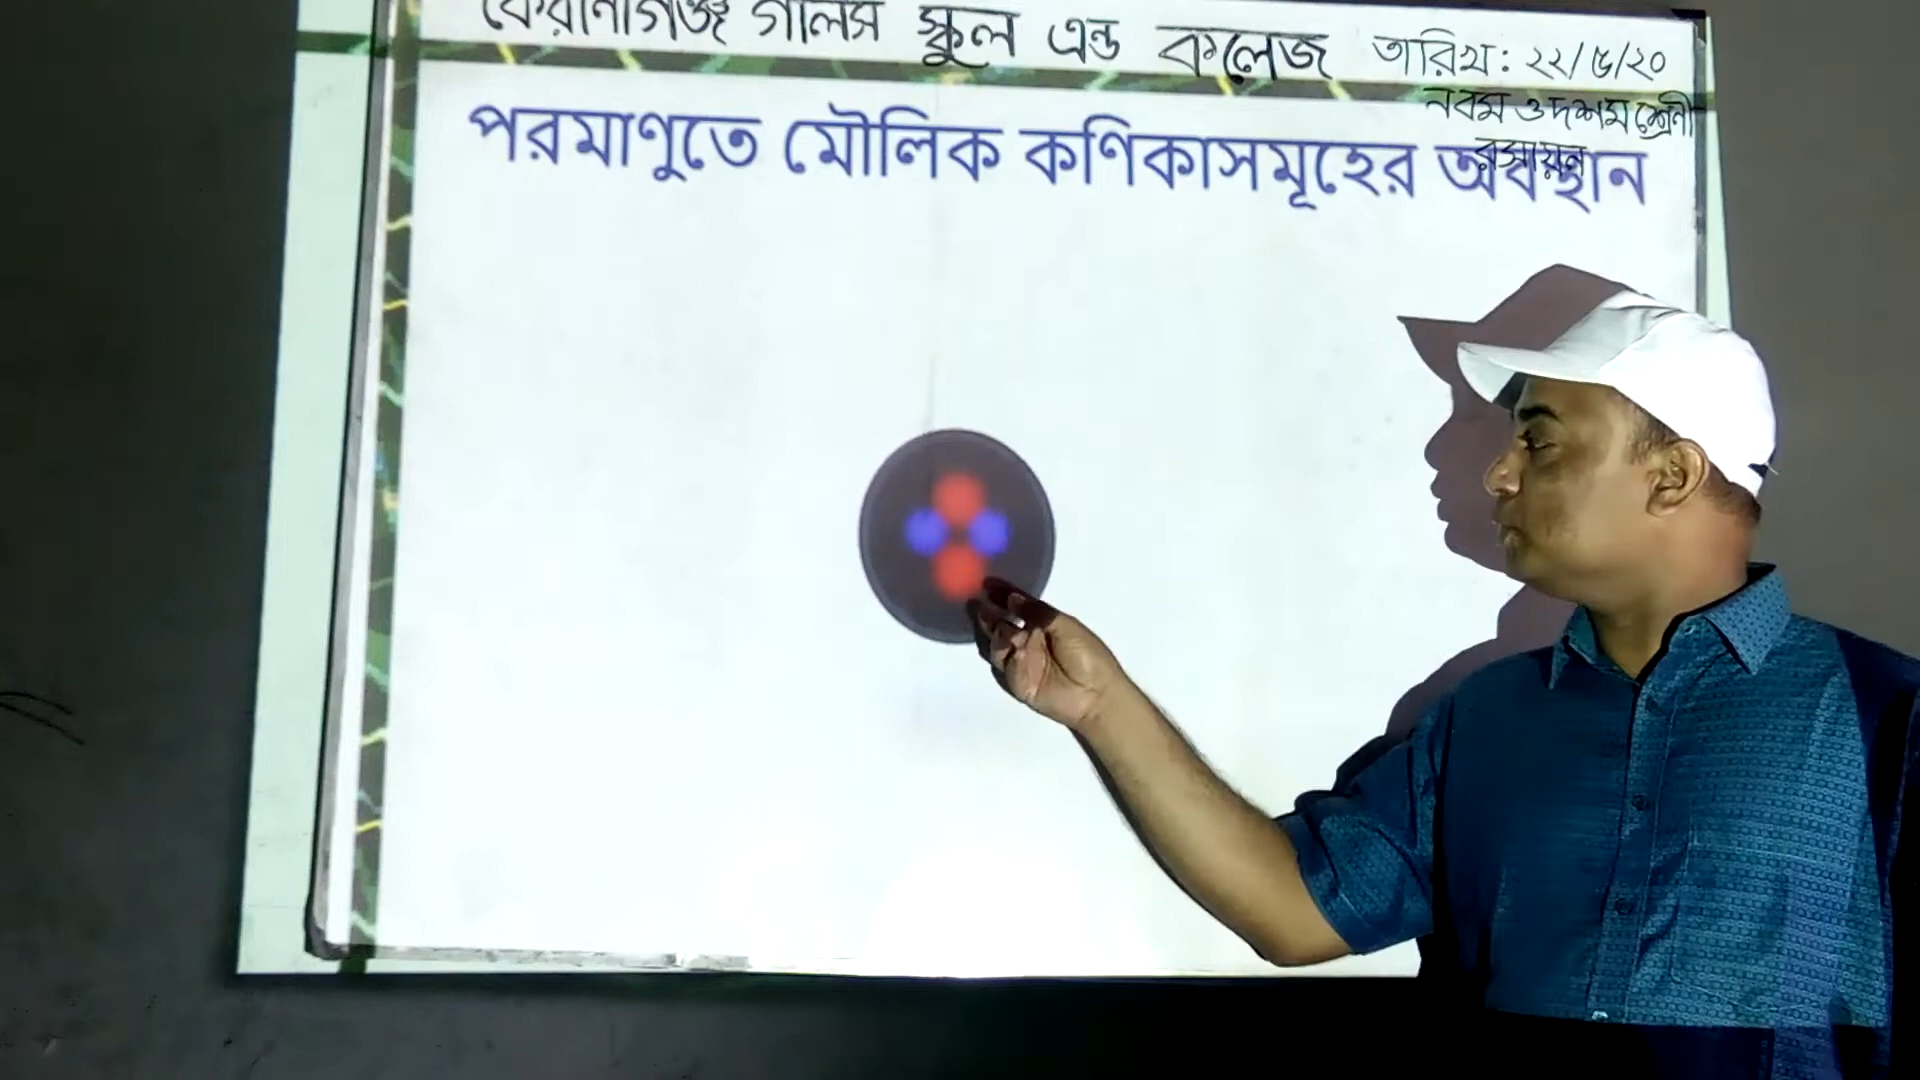 কেরানীগঞ্জ গার্লস স্কুল এন্ড কলেজ তারিখ: ২২/৫/২০
নবম ও দশম শ্রেনী
রসায়ন
পরমাণুতে মৌলিক কণিকাসমূহের অবস্থান